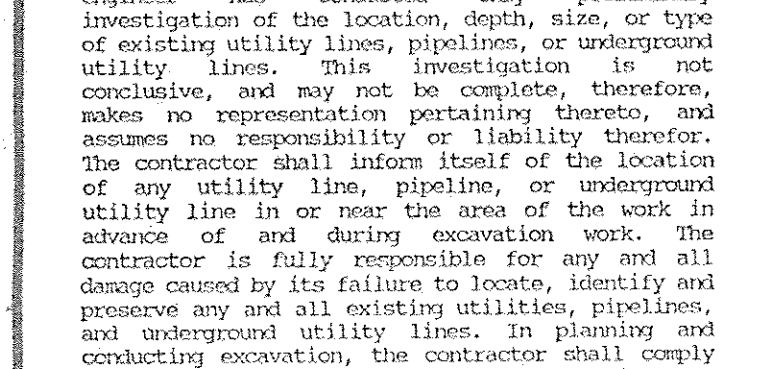 investigation of the location, depth, size, or type
of existing utility lines, pipelines, or underground
utility lines. This investigation is not
conclusive, and may not be complete, therefore,
makes no representation pertaining thereto, and
assumes no responsibility or liability therefor.
The contractor shall inform itself of the location
of any utility line, pipeline, or underground
utility line in or near the area of the work in
advance of and during excavation work. The
contractor is fully responsible for any and all
damage caused by its failure to locate, identify and
preserve any and all existing utilities, pipelines,
and underground utility lines. In planning and
conducting excavation, the contractor shall comply